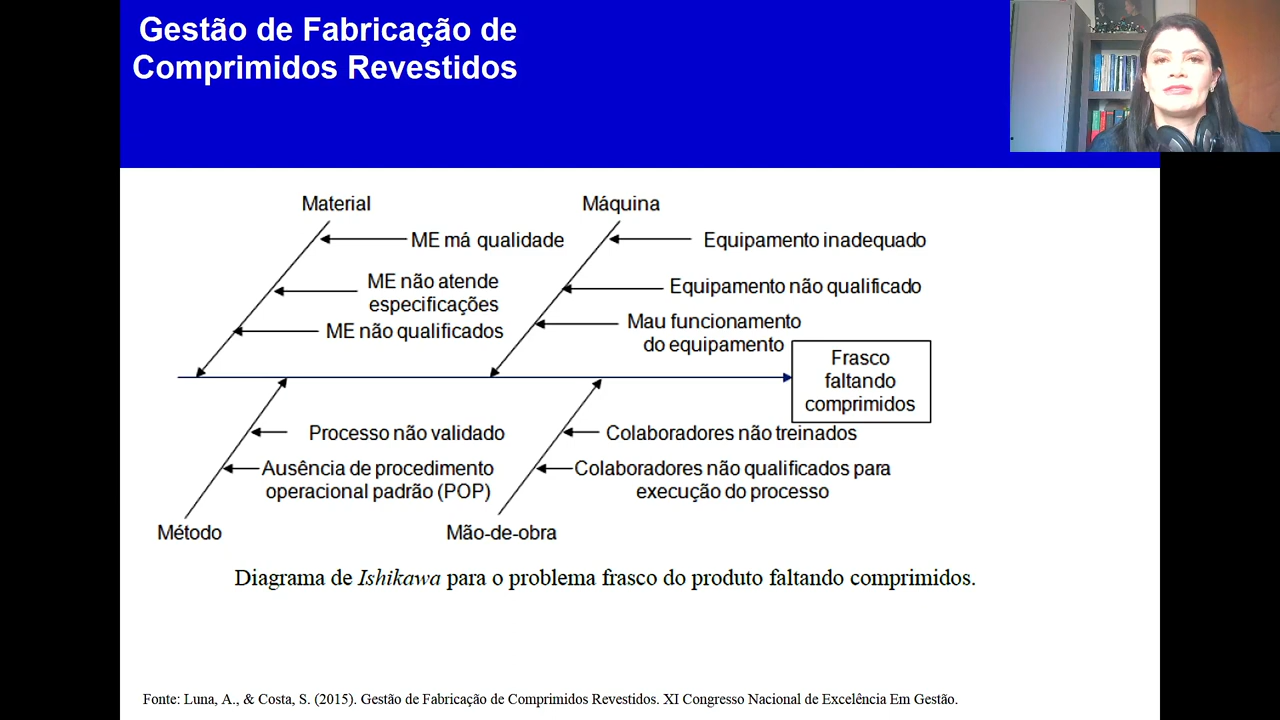 Gestão de Fabricação de
Comprimidos Revestidos
Material
Máquina
ME má qualidade
Equipamento inadequado
ME não atende
especificações
Equipamento não qualificado
ME não qualificados
Mau funcionamento
do equipamento
Frasco
faltando
comprimidos
Processo não validado
Colaboradores não treinados
Ausência de procedimento
operacional padrão (POP)
Colaboradores não qualificados para
execução do processo
Método
Mão-de-obra
Diagrama de Ishikawa para o problema frasco do produto faltando comprimidos.
Fonte: Luna, A., & Costa, S. (2015). Gestão de Fabricação de Comprimidos Revestidos. XI Congresso Nacional de Excelência Em Gestão.